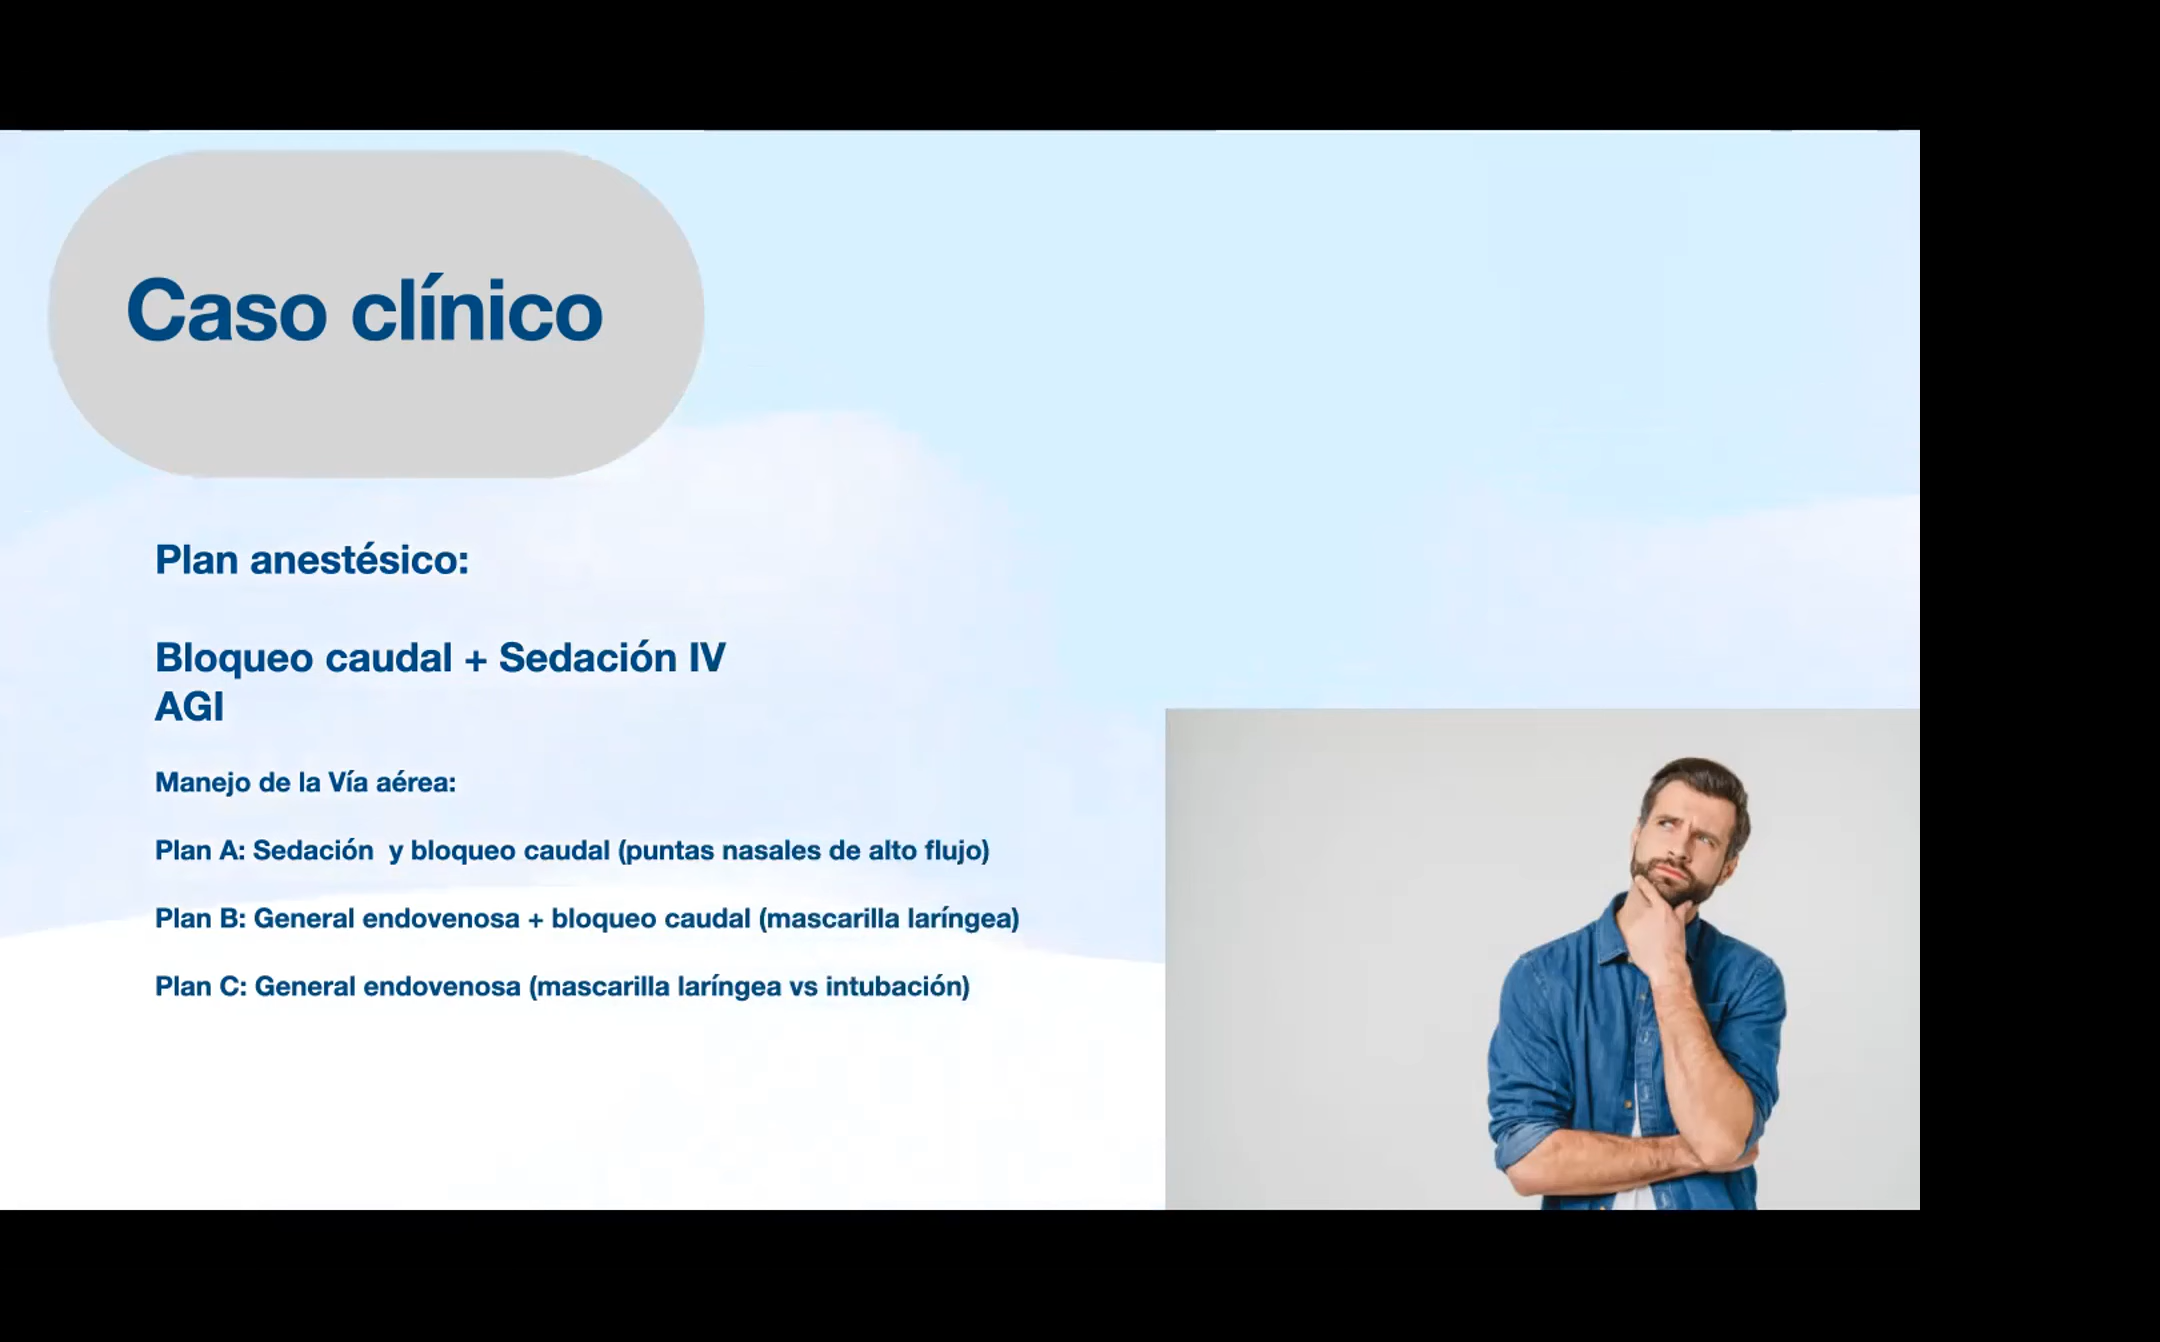 Caso clínico
Plan anestésico:
Bloqueo caudal + Sedación IV
AGI
Manejo de la Vía aérea:
Plan A: Sedación y bloqueo caudal (puntas nasales de alto flujo)
Plan B: General endovenosa + bloqueo caudal (mascarilla laríngea)
Plan C: General endovenosa (mascarilla laríngea vs intubación)